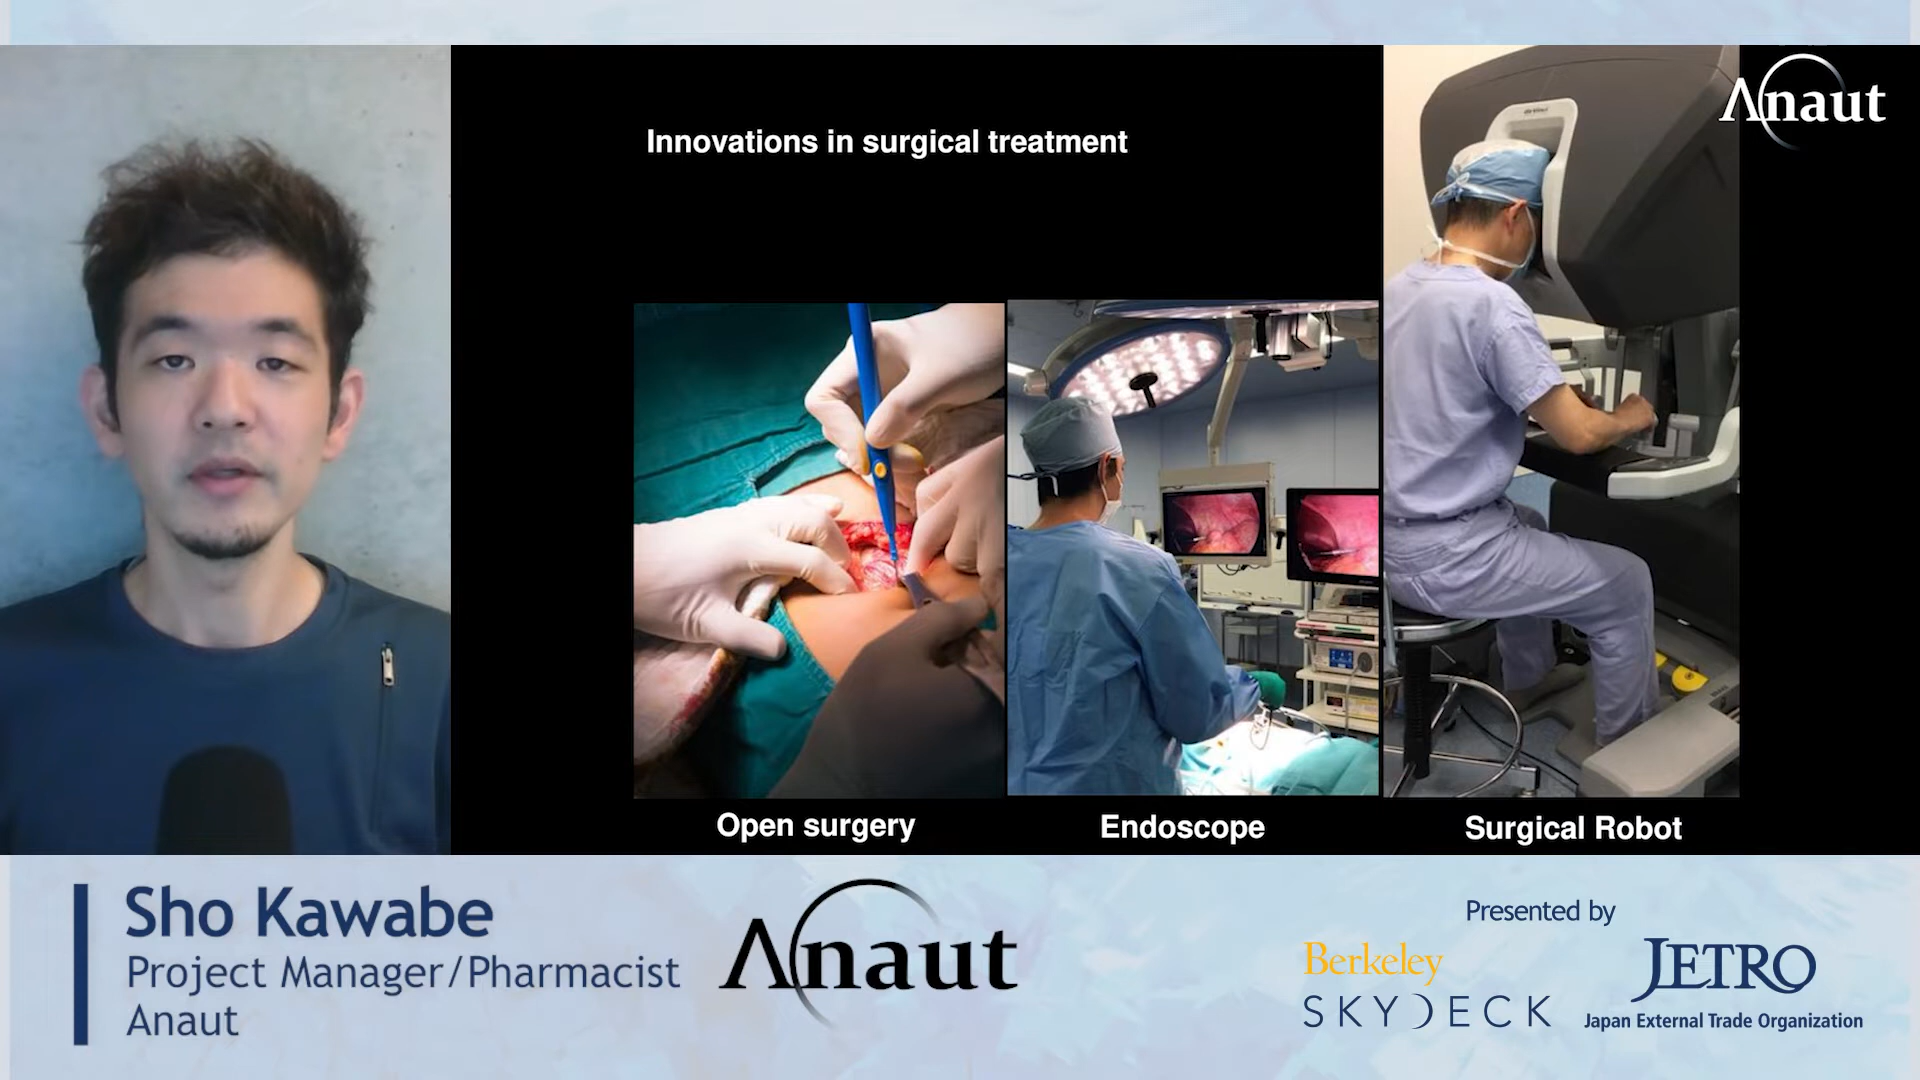 Anaut
Innovations in surgical treatment
Open surgery
Endoscope
Surgical Robot
Sho Kawabe
Project Manager/Pharmacist
Anaut
Anaut
Presented by
Berkeley
SKYDECK
JETRO
Japan External Trade Organization